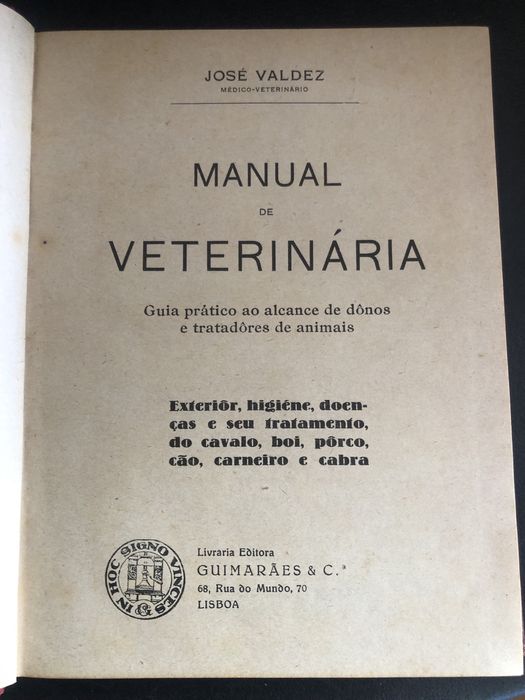 JOSÉ VALDEZ
MÉDICO-VETERINÁRIO
MANUAL
DE
VETERINÁRIA
Guia prático ao alcance de dônos
e tratadôres de animais
Exteriôr, higiéne, doen-
ças e seu tratamento,
do cavalo, boi, pôrco,
cão, carneiro e cabra
IN HOC SIGNO VINCES
Livraria Editora
GUIMARÃES & C.ª
68, Rua do Mundo, 70
LISBOA